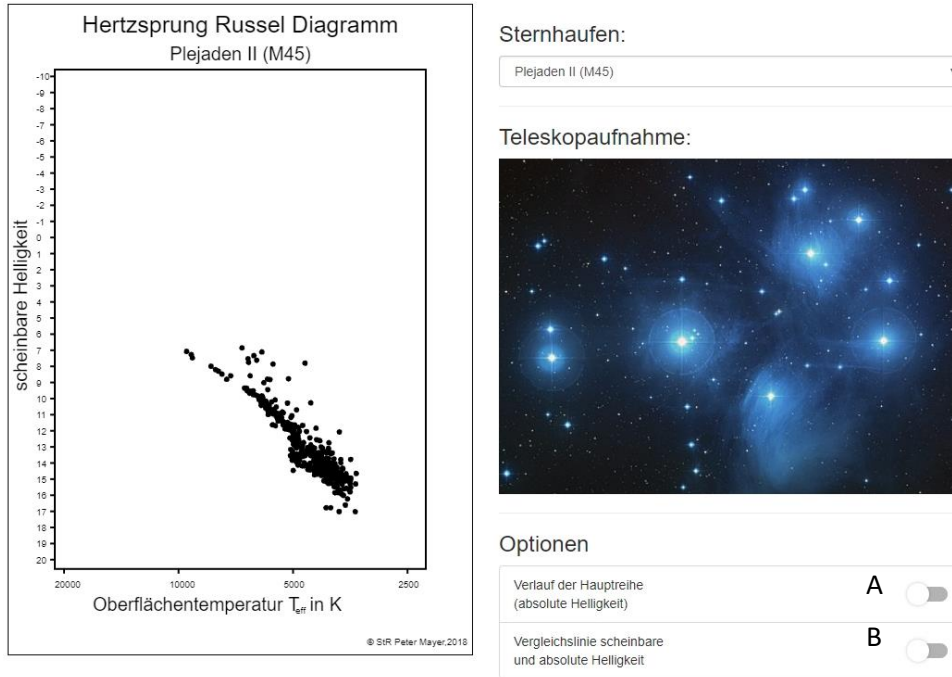 Hertzsprung Russel Diagramm
Plejaden II (M45)
-10
-9
-8
-7
-6
-5
-4
-3
-2
-1
0
1
2
3
4
5
6
7
8
9
10
11
12
13
14
15
16
17
18
19
20
scheinbare Helligkeit
20000 10000 5000 2500
Oberflächentemperatur Teff in K
© StR Peter Mayer,2018
Sternhaufen:
Plejaden II (M45)
Teleskopaufnahme:
Optionen
Verlauf der Hauptreihe
(absolute Helligkeit)
A
Vergleichslinie scheinbare
und absolute Helligkeit
B